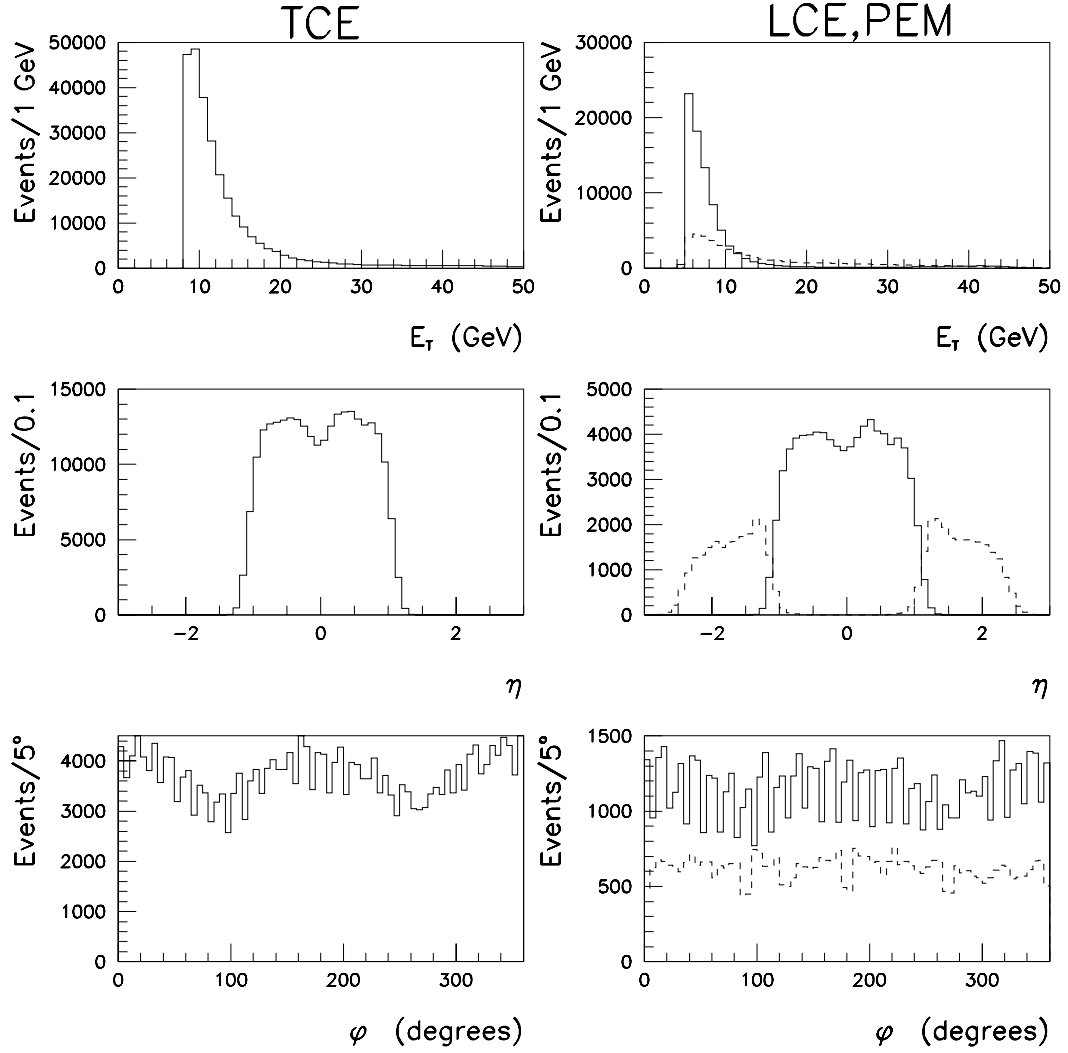 TCE
LCE,PEM
Events/1 GeV
50000
40000
30000
20000
10000
0
0 10 20 30 40 50
E_T (GeV)
Events/1 GeV
30000
20000
10000
0
0 10 20 30 40 50
E_T (GeV)
Events/0.1
15000
10000
5000
0
−2 0 2
η
Events/0.1
5000
4000
3000
2000
1000
0
−2 0 2
η
Events/5°
4000
3000
2000
1000
0
0 100 200 300
φ (degrees)
Events/5°
1500
1000
500
0
0 100 200 300
φ (degrees)